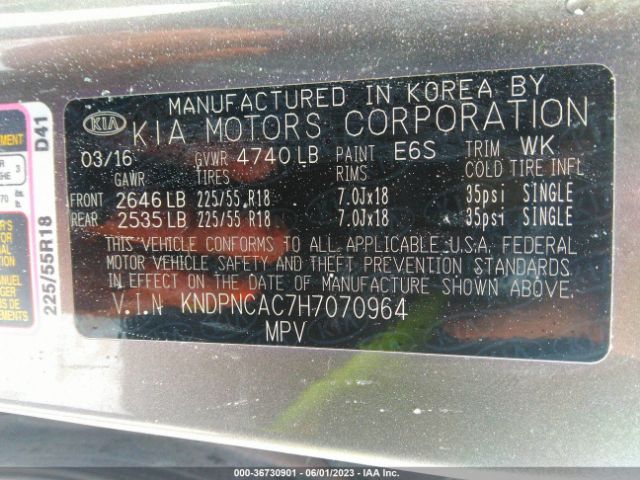 MANUFACTURED IN KOREA BY
KIA KIA MOTORS CORPORATION
03/16 GVWR 4740 LB PAINT E6S TRIM WK
GAWR TIRES RIMS COLD TIRE INFL
FRONT 2646 LB 225/55 R18 7.0Jx18 35psi SINGLE
REAR 2535 LB 225/55 R18 7.0Jx18 35psi SINGLE
THIS VEHICLE CONFORMS TO ALL APPLICABLE U.S.A. FEDERAL
MOTOR VEHICLE SAFETY AND THEFT PREVENTION STANDARDS
IN EFFECT ON THE DATE OF MANUFACTURE SHOWN ABOVE
V.I.N KNDPNCAC7H7070964
MPV
225/55R18 D41
000-36730901 - 06/01/2023 - IAA Inc.